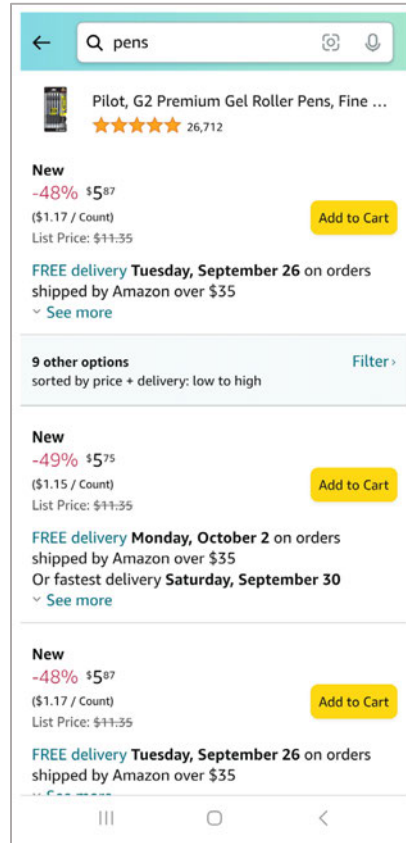 pens
Pilot, G2 Premium Gel Roller Pens, Fine ...
26,712
New
-48% $587
($1.17 / Count)
Add to Cart
List Price: $11.35
FREE delivery Tuesday, September 26 on orders
shipped by Amazon over $35
See more
9 other options
Filter ›
sorted by price + delivery: low to high
New
-49% $575
($1.15 / Count)
Add to Cart
List Price: $11.35
FREE delivery Monday, October 2 on orders
shipped by Amazon over $35
Or fastest delivery Saturday, September 30
See more
New
-48% $587
($1.17 / Count)
Add to Cart
List Price: $11.35
FREE delivery Tuesday, September 26 on orders
shipped by Amazon over $35